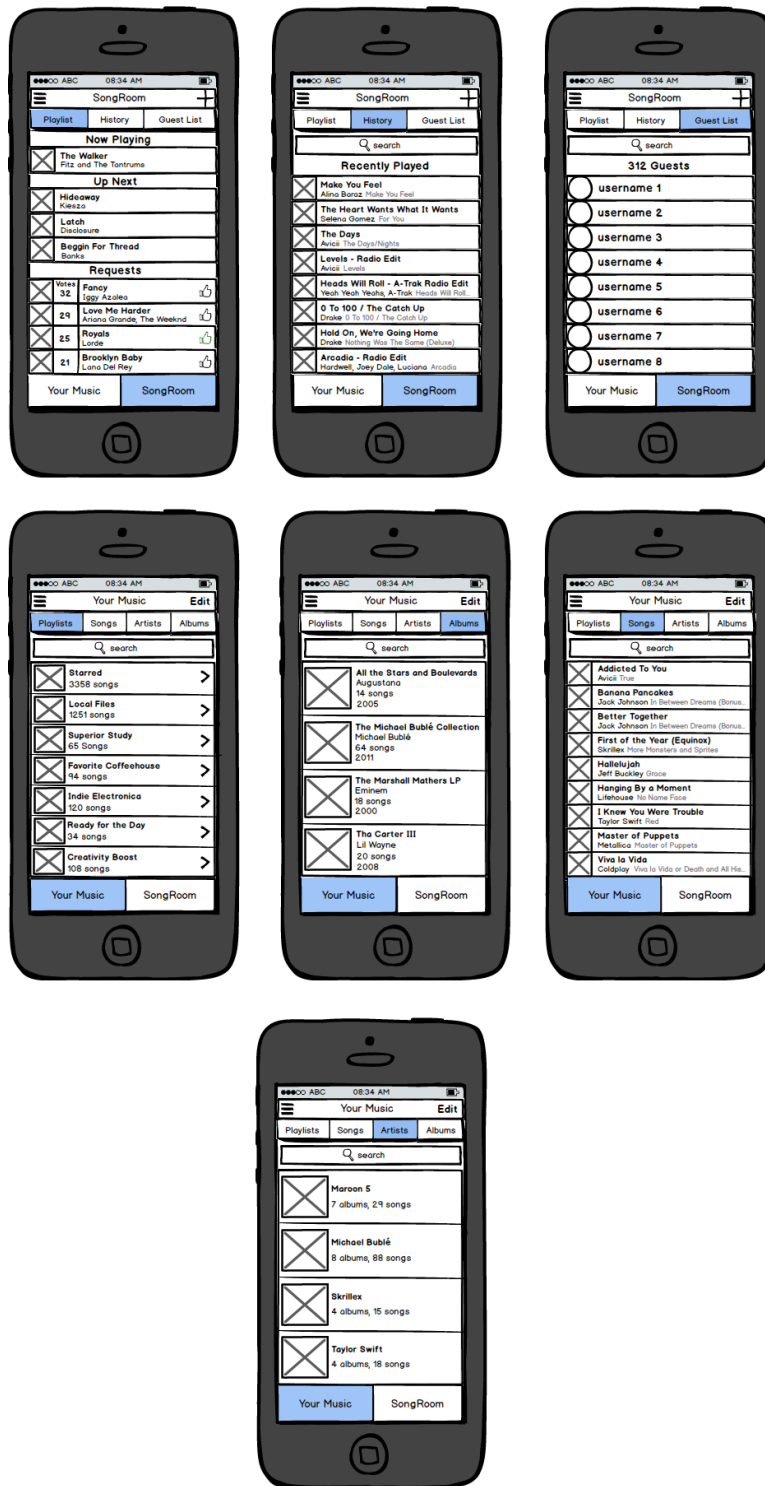 ABC 08:34 AM
SongRoom
Playlist History Guest List
Now Playing
The Walker
Fitz and The Tantrums
Up Next
Hideaway
Kiesza
Latch
Disclosure
Beggin For Thread
Banks
Requests
Votes
32
Fancy
Iggy Azalea
29
Love Me Harder
Ariana Grande, The Weeknd
25
Royals
Lorde
21
Brooklyn Baby
Lana Del Rey
Your Music SongRoom
ABC 08:34 AM
SongRoom
Playlist History Guest List
search
Recently Played
Make You Feel
Alina Baraz Make You Feel
The Heart Wants What It Wants
Selena Gomez For You
The Days
Avicii The Days/Nights
Levels - Radio Edit
Avicii Levels
Heads Will Roll - A-Trak Radio Edit
Yeah Yeah Yeahs, A-Trak Heads Will Roll...
0 To 100 / The Catch Up
Drake 0 To 100 / The Catch Up
Hold On, We're Going Home
Drake Nothing Was The Same (Deluxe)
Arcadia - Radio Edit
Hardwell, Joey Dale, Luciana Arcadia
Your Music SongRoom
ABC 08:34 AM
SongRoom
Playlist History Guest List
search
312 Guests
username 1
username 2
username 3
username 4
username 5
username 6
username 7
username 8
Your Music SongRoom
ABC 08:34 AM
Your Music Edit
Playlists Songs Artists Albums
search
Starred
3358 songs
Local Files
1251 songs
Superior Study
65 Songs
Favorite Coffeehouse
94 songs
Indie Electronica
120 songs
Ready for the Day
34 songs
Creativity Boost
108 songs
Your Music SongRoom
ABC 08:34 AM
Your Music Edit
Playlists Songs Artists Albums
search
All the Stars and Boulevards
Augustana
14 songs
2005
The Michael Bublé Collection
Michael Bublé
64 songs
2011
The Marshall Mathers LP
Eminem
18 songs
2000
Tha Carter III
Lil Wayne
20 songs
2008
Your Music SongRoom
ABC 08:34 AM
Your Music Edit
Playlists Songs Artists Albums
search
Addicted To You
Avicii True
Banana Pancakes
Jack Johnson In Between Dreams (Bonus...
Better Together
Jack Johnson In Between Dreams (Bonus...
First of the Year (Equinox)
Skrillex More Monsters and Sprites
Hallelujah
Jeff Buckley Grace
Hanging By a Moment
Lifehouse No Name Face
I Knew You Were Trouble
Taylor Swift Red
Master of Puppets
Metallica Master of Puppets
Viva la Vida
Coldplay Viva la Vida or Death and All His...
Your Music SongRoom
ABC 08:34 AM
Your Music Edit
Playlists Songs Artists Albums
search
Maroon 5
7 albums, 29 songs
Michael Bublé
8 albums, 88 songs
Skrillex
4 albums, 15 songs
Taylor Swift
4 albums, 18 songs
Your Music SongRoom